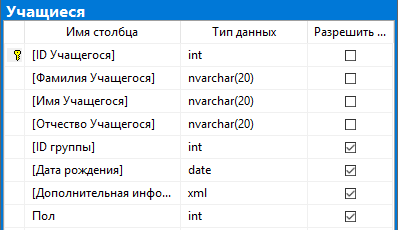 Учащиеся
Имя столбца Тип данных Разрешить ...
[ID Учащегося] int
[Фамилия Учащегося] nvarchar(20)
[Имя Учащегося] nvarchar(20)
[Отчество Учащегося] nvarchar(20)
[ID группы] int
[Дата рождения] date
[Дополнительная инфо... xml
Пол int